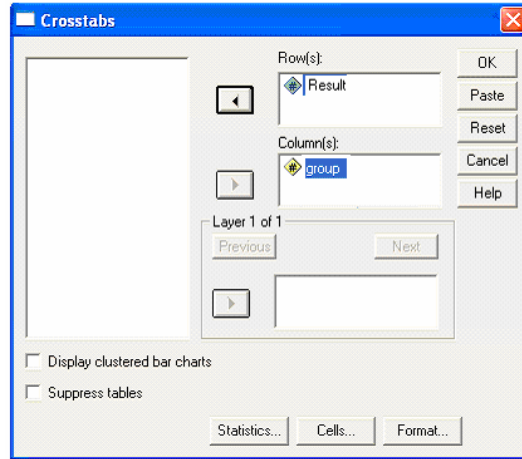 Crosstabs
Row(s):
Result
Column(s):
group
OK
Paste
Reset
Cancel
Help
Layer 1 of 1
Previous
Next
Display clustered bar charts
Suppress tables
Statistics...
Cells...
Format...